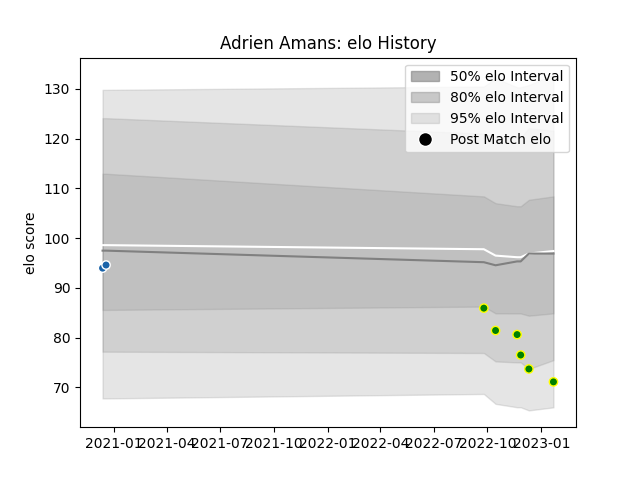 Adrien Amans: elo History
50% elo Interval
80% elo Interval
95% elo Interval
Post Match elo
elo score
130
120
110
100
90
80
70
2021-01
2021-04
2021-07
2021-10
2022-01
2022-04
2022-07
2022-10
2023-01